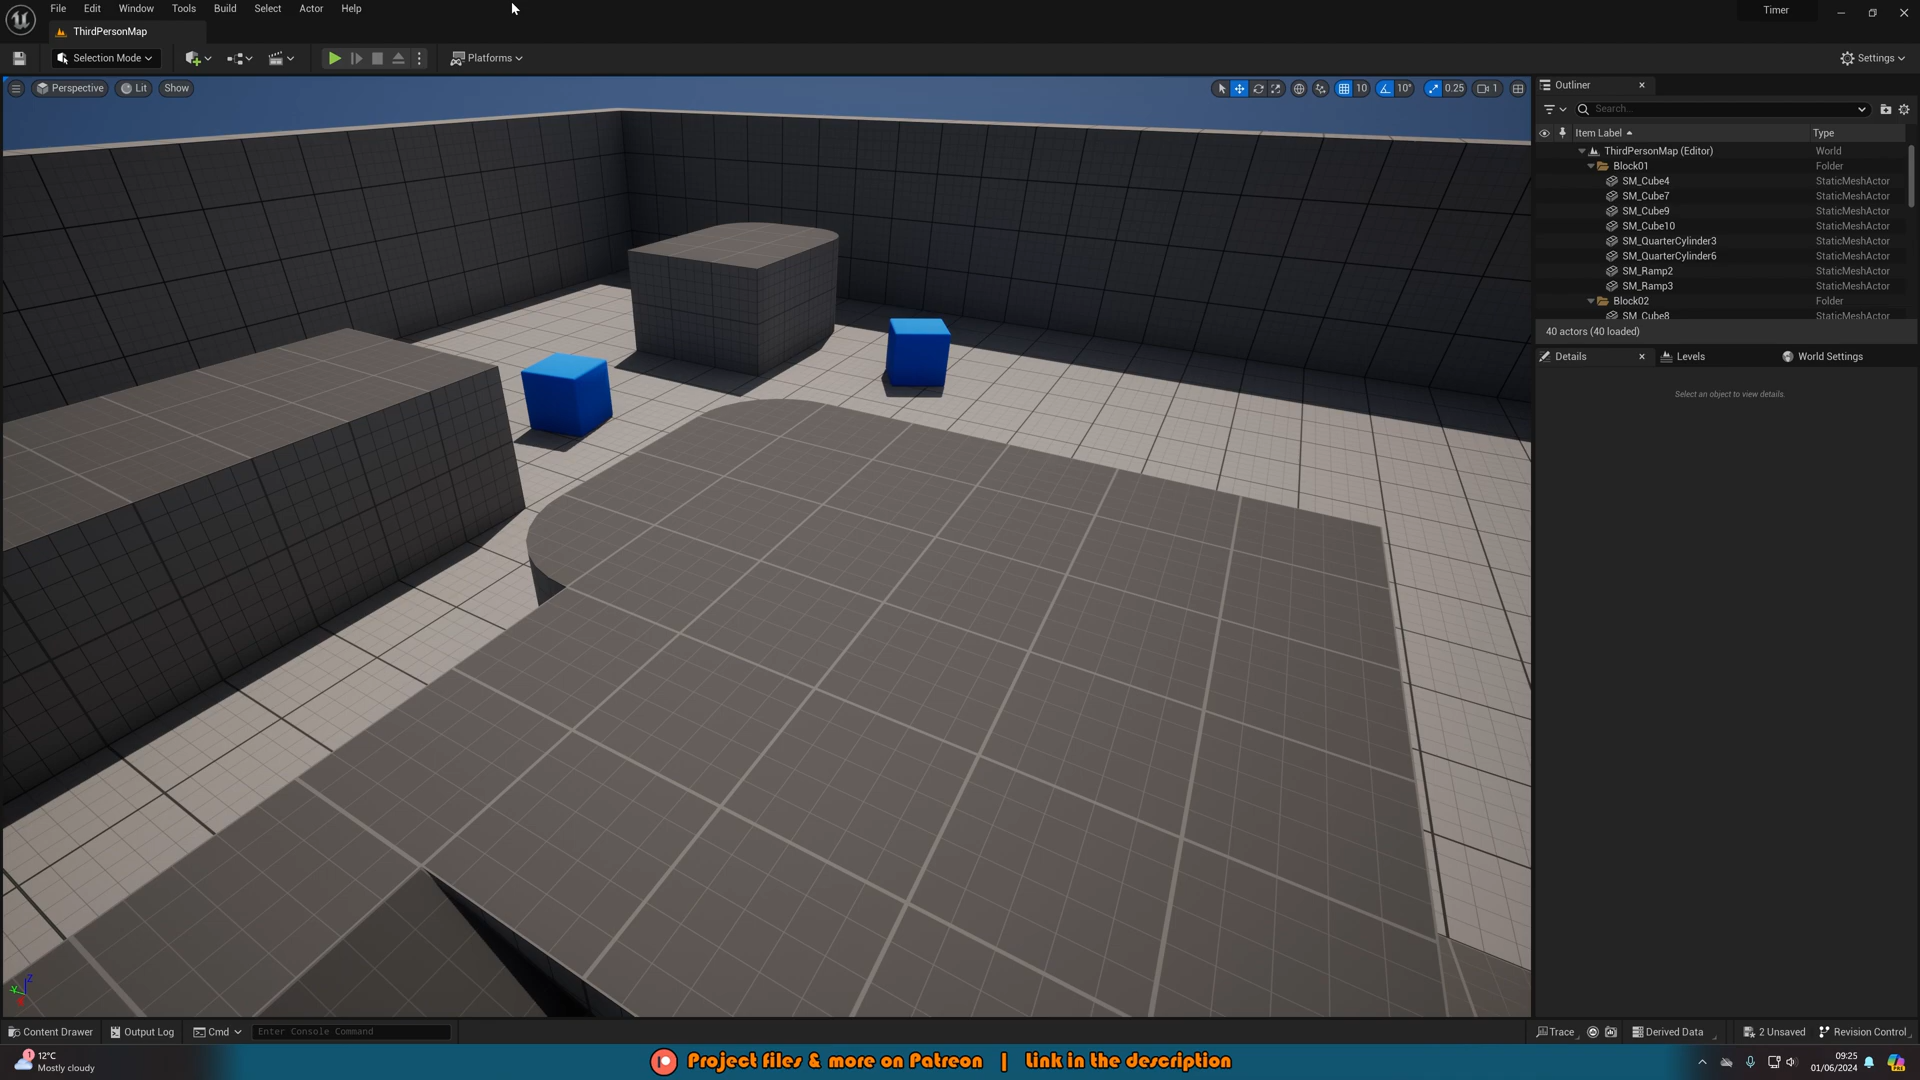 File Edit Window Tools Build Select Actor Help
Timer
ThirdPersonMap
Selection Mode
Platforms
Settings
Perspective Lit Show
10 10° 0.25 1
Outliner
Search...
Item Label Type
ThirdPersonMap (Editor) World
Block01 Folder
SM_Cube4 StaticMeshActor
SM_Cube7 StaticMeshActor
SM_Cube9 StaticMeshActor
SM_Cube10 StaticMeshActor
SM_QuarterCylinder3 StaticMeshActor
SM_QuarterCylinder6 StaticMeshActor
SM_Ramp2 StaticMeshActor
SM_Ramp3 StaticMeshActor
Block02 Folder
SM_Cube8 StaticMeshActor
40 actors (40 loaded)
Details Levels World Settings
Select an object to view details.
Content Drawer Output Log Cmd Enter Console Command
Trace Derived Data 2 Unsaved Revision Control
1 12°C
Mostly cloudy
Project files & more on Patreon | Link in the description
09:25
01/06/2024